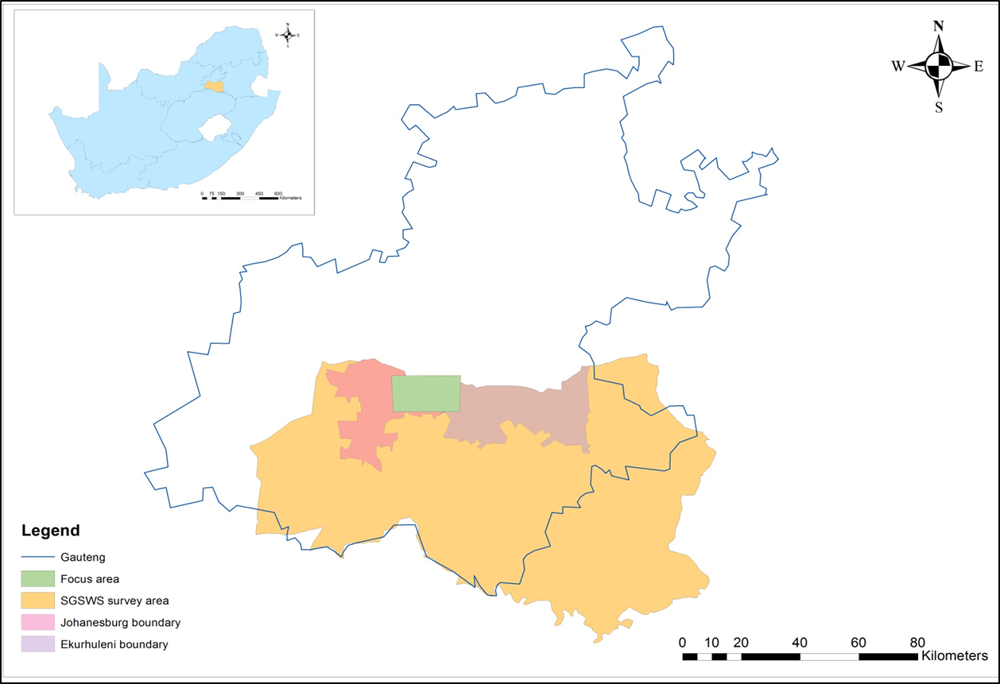 N
W E
S
0 75 150 300 450 600
Kilometers
N
W E
S
Legend
Gauteng
Focus area
SGSWS survey area
Johanesburg boundary
Ekurhuleni boundary
0 10 20 40 60 80
Kilometers